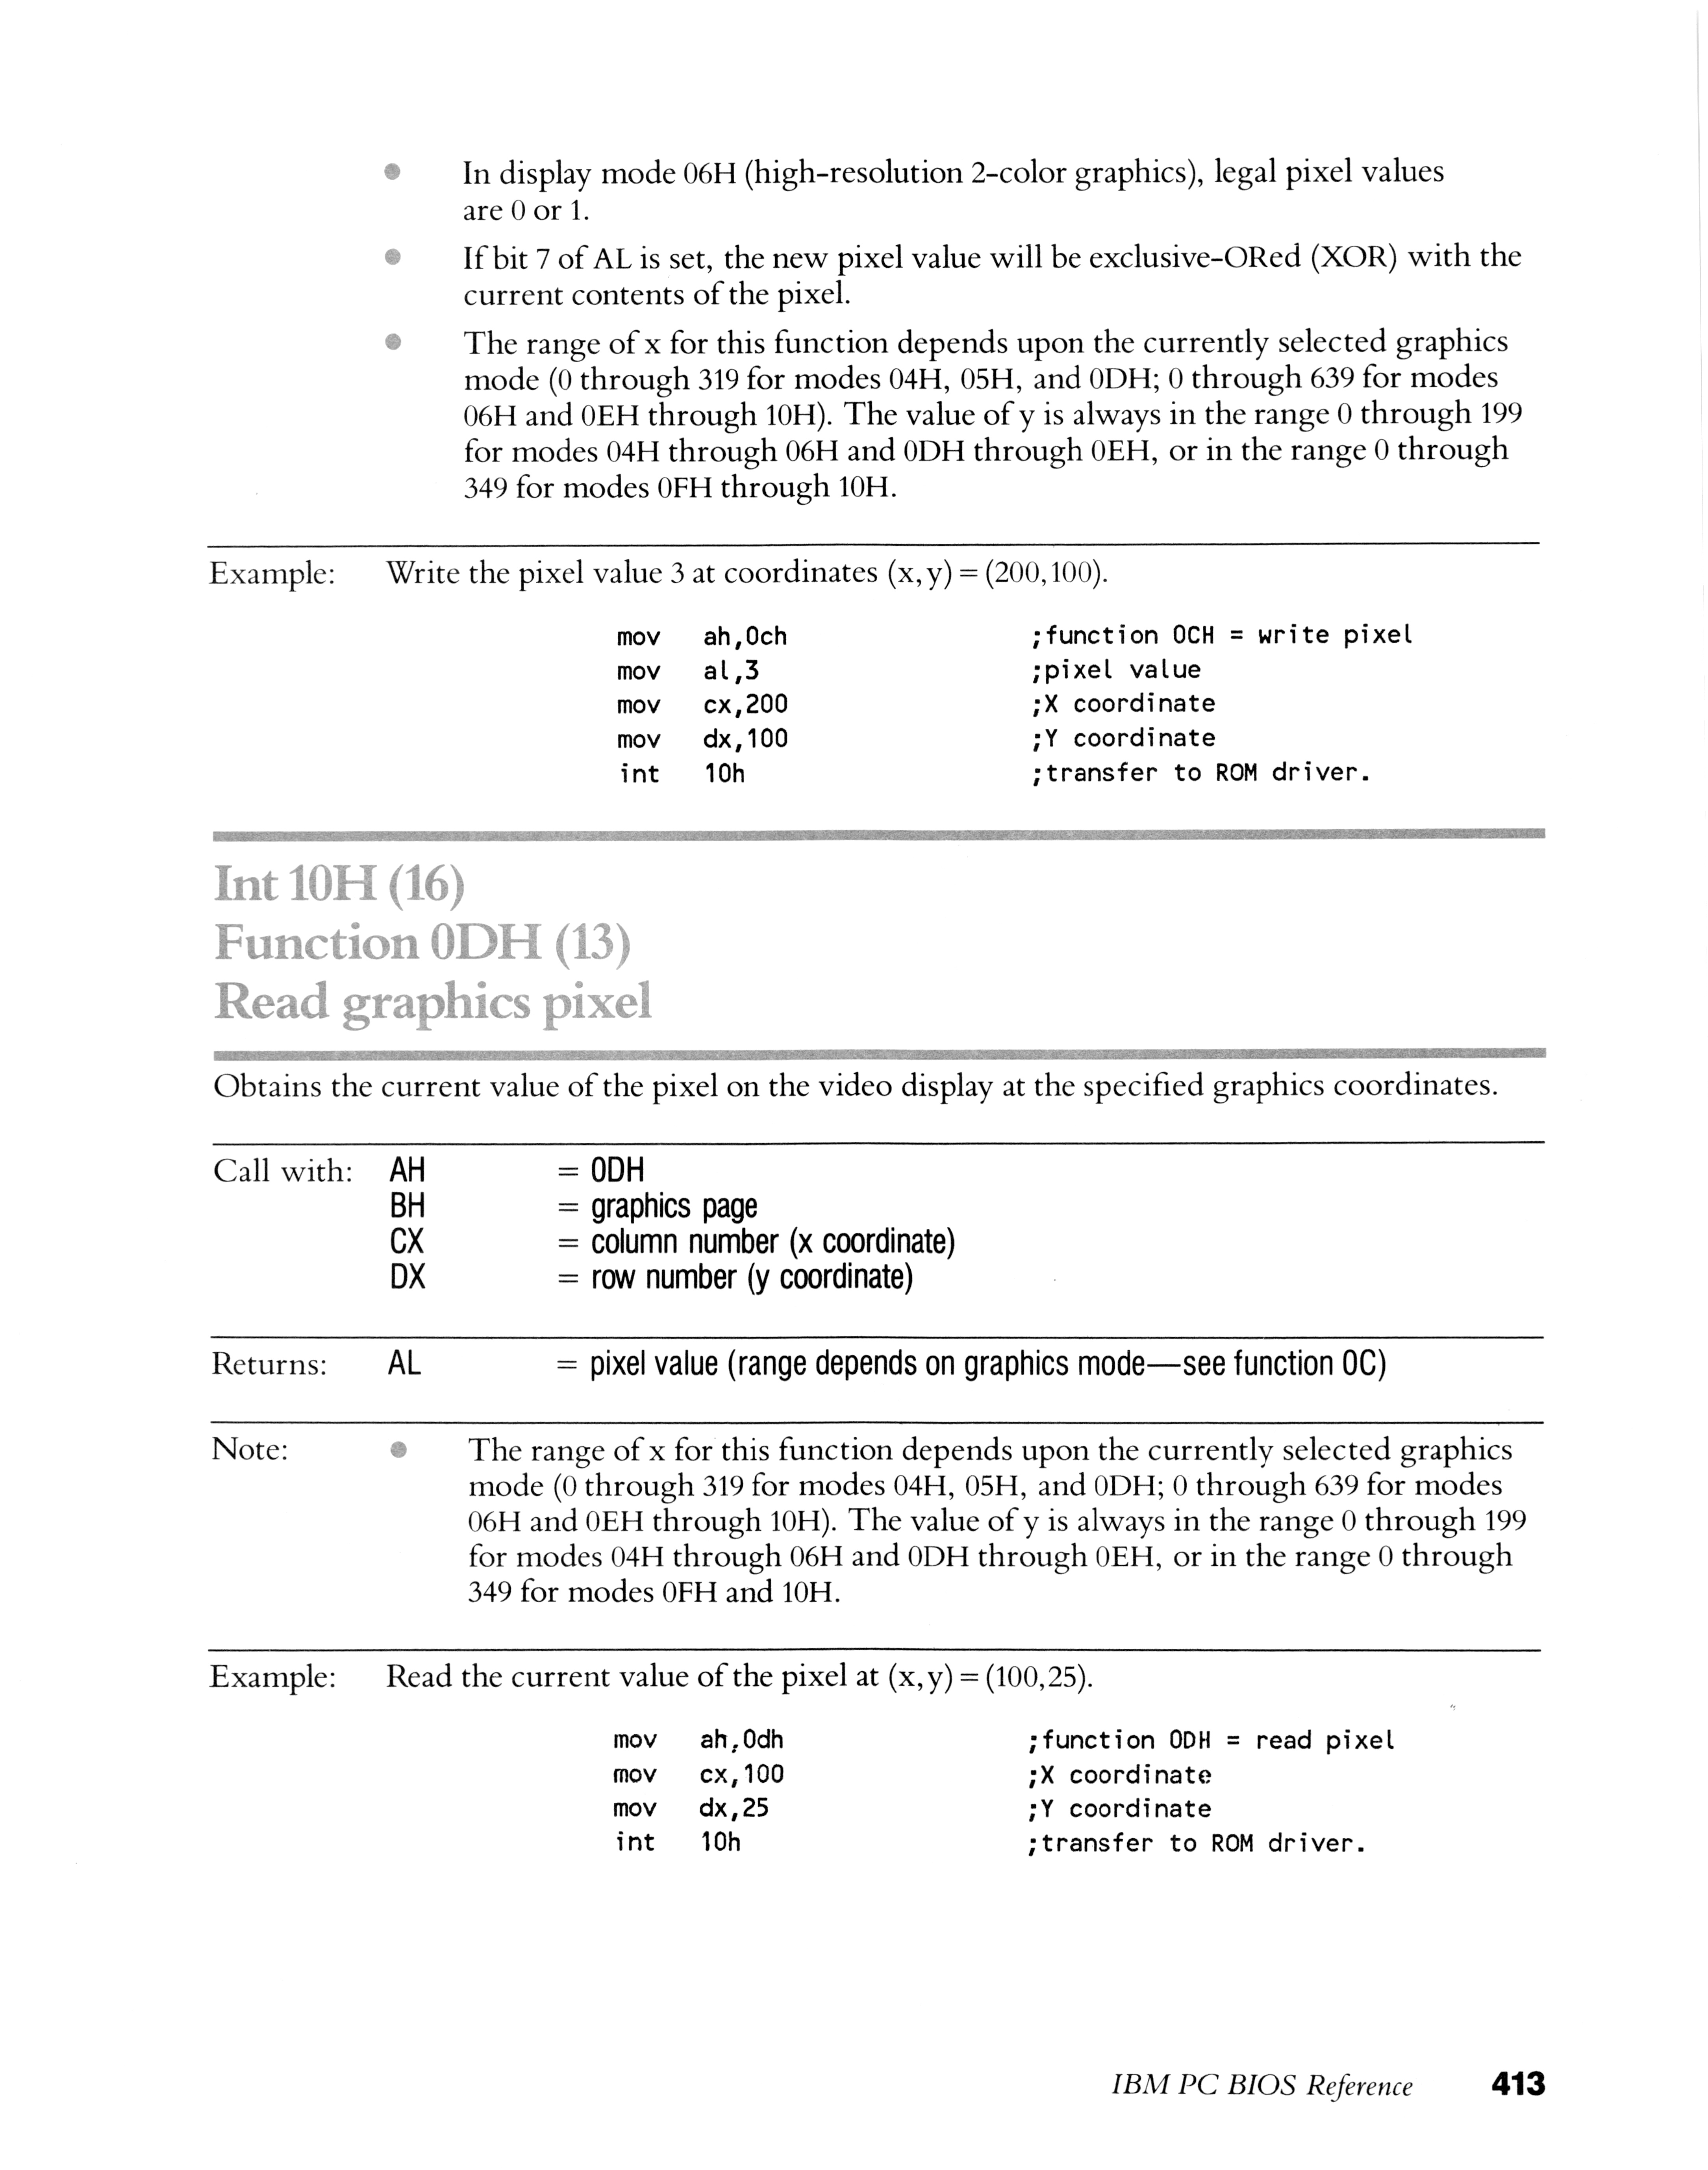 In display mode 06H (high-resolution 2-color graphics), legal pixel values
are 0 or 1.
If bit 7 of AL is set, the new pixel value will be exclusive-ORed (XOR) with the
current contents of the pixel.
The range of x for this function depends upon the currently selected graphics
mode (0 through 319 for modes 04H, 05H, and 0DH; 0 through 639 for modes
06H and 0EH through 10H). The value of y is always in the range 0 through 199
for modes 04H through 06H and 0DH through 0EH, or in the range 0 through
349 for modes 0FH through 10H.
Example: Write the pixel value 3 at coordinates (x,y) = (200,100).
mov ah,0ch ;function 0CH = write pixel
mov al,3 ;pixel value
mov cx,200 ;X coordinate
mov dx,100 ;Y coordinate
int 10h ;transfer to ROM driver.
Int 10H (16)
Function 0DH (13)
Read graphics pixel
Obtains the current value of the pixel on the video display at the specified graphics coordinates.
Call with: AH = 0DH
BH = graphics page
CX = column number (x coordinate)
DX = row number (y coordinate)
Returns: AL = pixel value (range depends on graphics mode—see function 0C)
Note: The range of x for this function depends upon the currently selected graphics
mode (0 through 319 for modes 04H, 05H, and 0DH; 0 through 639 for modes
06H and 0EH through 10H). The value of y is always in the range 0 through 199
for modes 04H through 06H and 0DH through 0EH, or in the range 0 through
349 for modes 0FH and 10H.
Example: Read the current value of the pixel at (x,y) = (100,25).
mov ah,0dh ;function 0DH = read pixel
mov cx,100 ;X coordinate
mov dx,25 ;Y coordinate
int 10h ;transfer to ROM driver.
IBM PC BIOS Reference 413